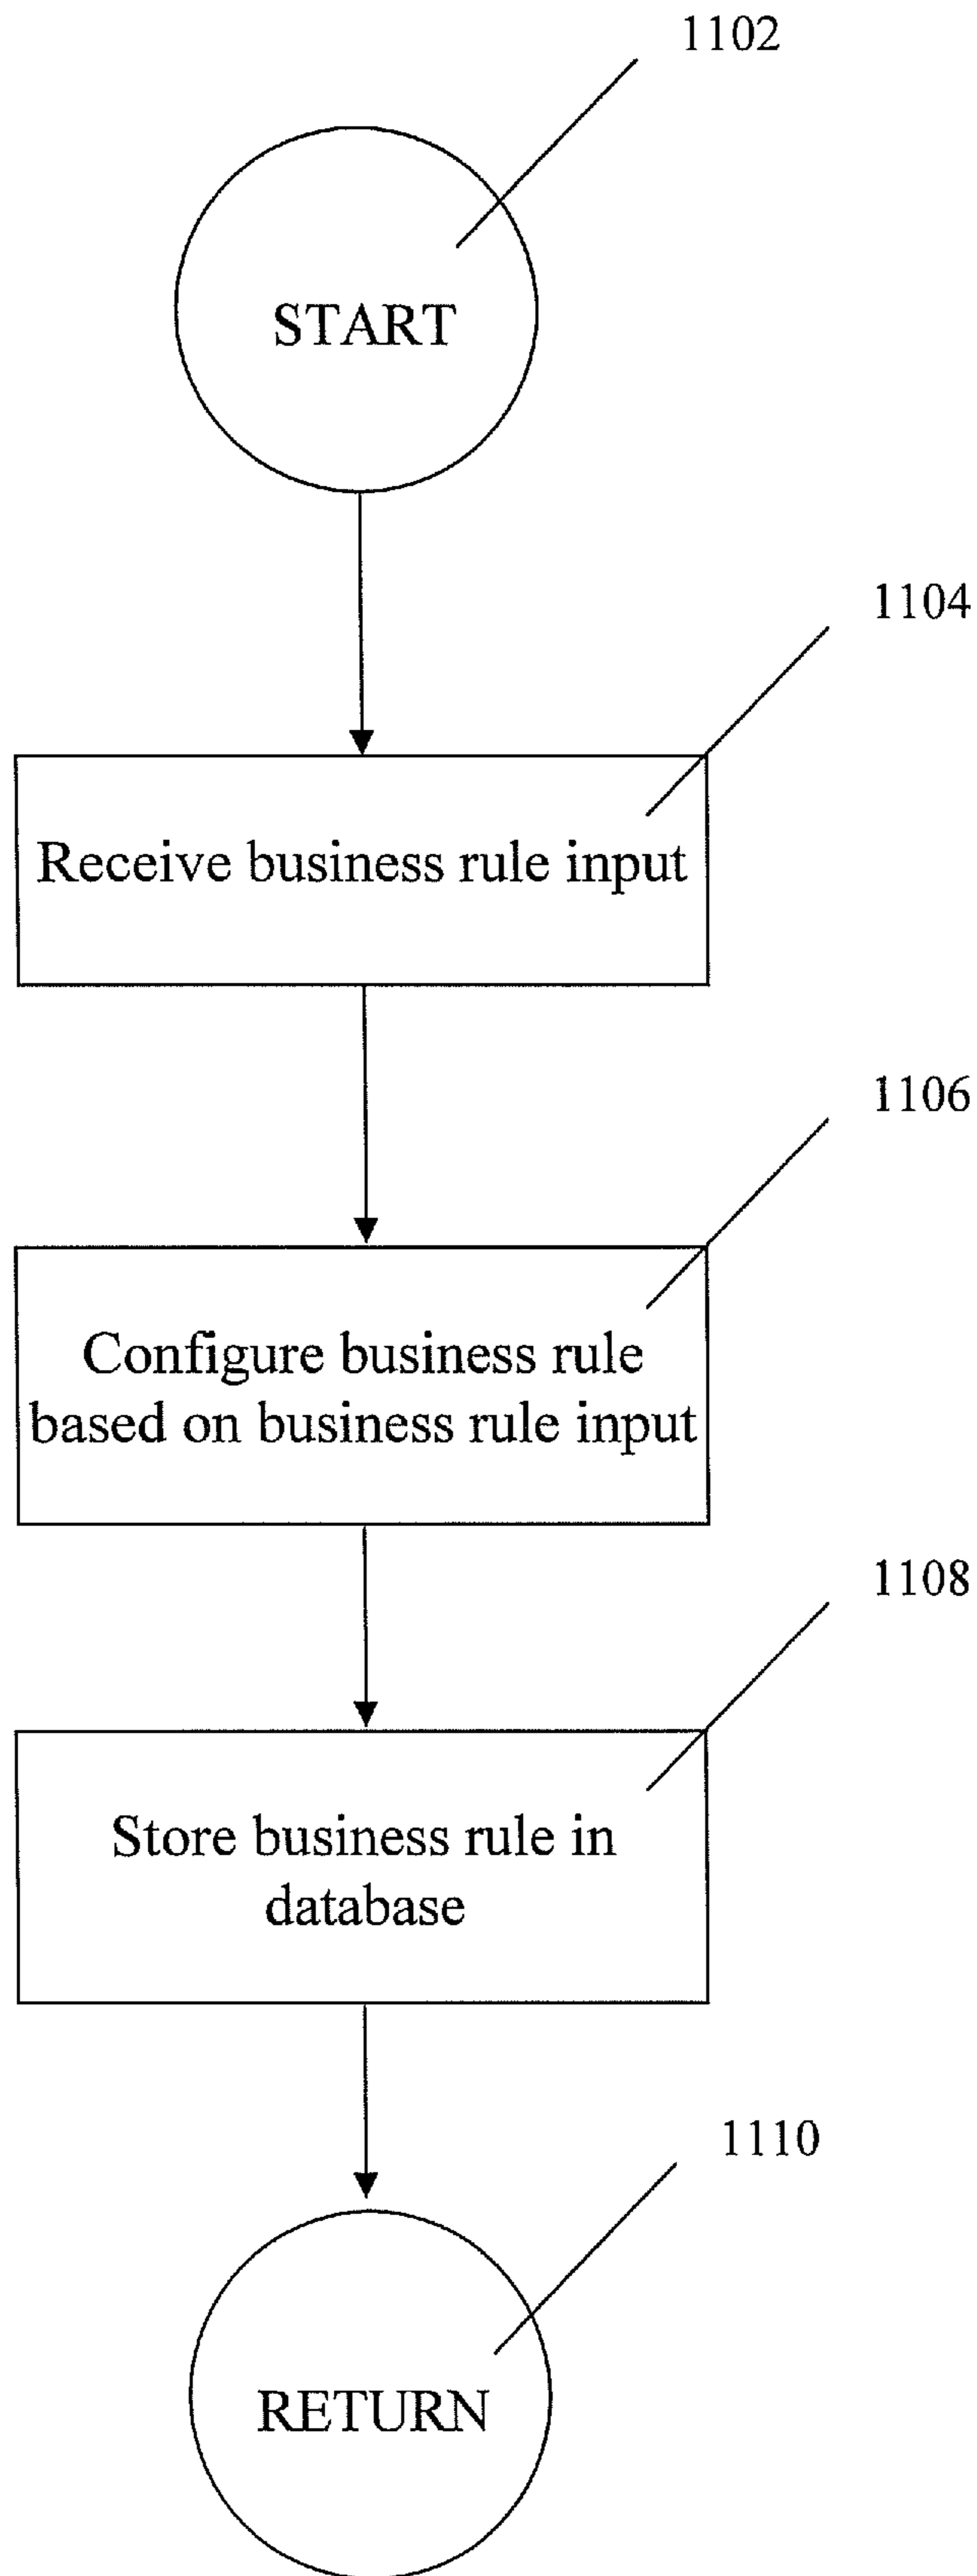 1102
START
1104
Receive business rule input
1106
Configure business rule
based on business rule input
1108
Store business rule in
database
1110
RETURN